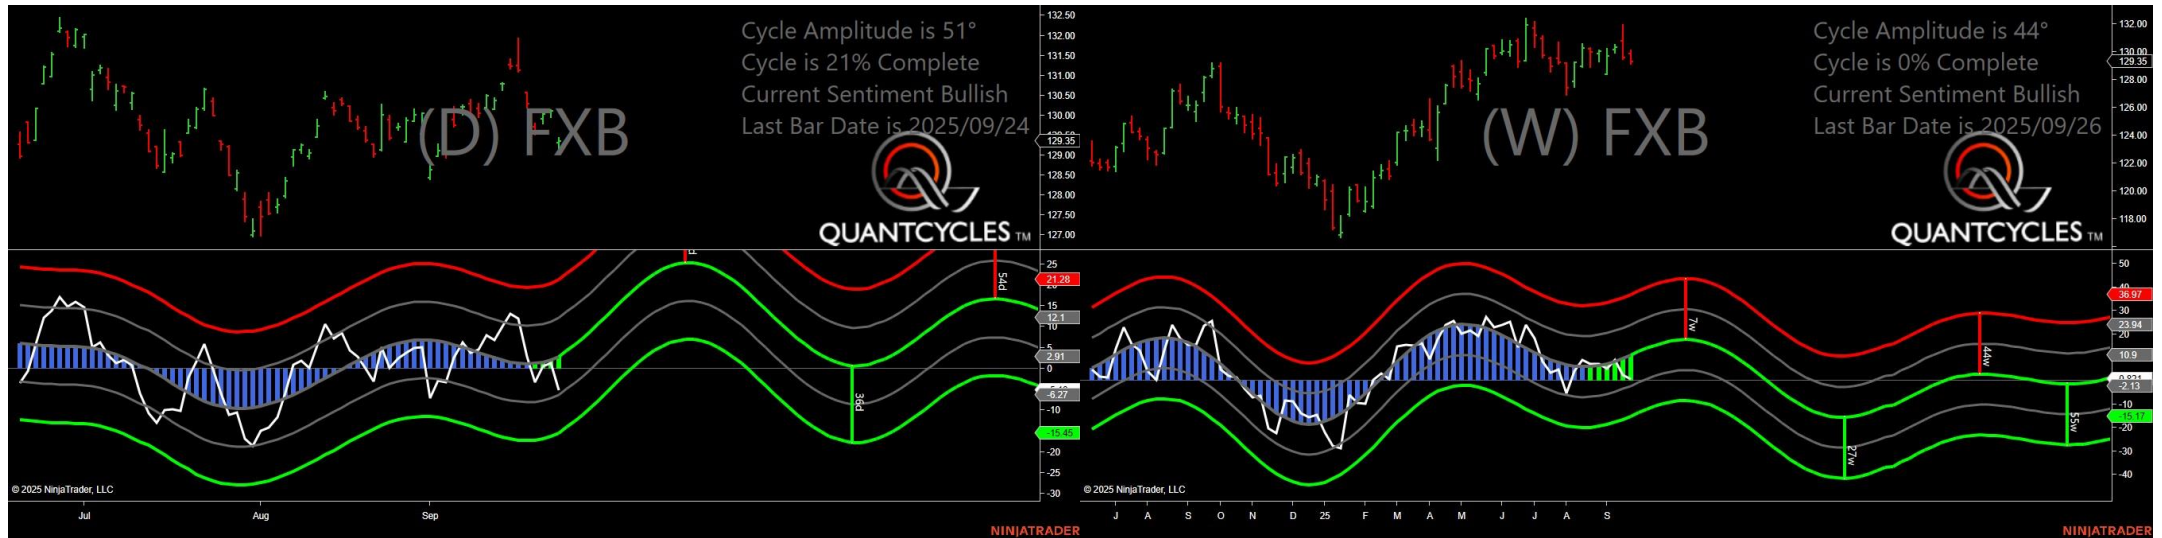 Cycle Amplitude is 51°
Cycle is 21% Complete
Current Sentiment Bullish
Last Bar Date is 2025/09/24
(D) FXB
QUANTCYCLES TM
132.50
132.00
131.50
131.00
130.50
130.00
129.35
129.00
128.50
128.00
127.50
127.00
25
21.28
15
12.1
10
5
2.91
0
-6.27
-10
-15.45
-20
-25
-30
36d
54d
© 2025 NinjaTrader, LLC
Jul
Aug
Sep
NINJATRADER
Cycle Amplitude is 44°
Cycle is 0% Complete
Current Sentiment Bullish
Last Bar Date is 2025/09/26
(W) FXB
QUANTCYCLES TM
132.00
130.00
129.35
128.00
126.00
124.00
122.00
120.00
118.00
50
36.97
30
23.94
20
10.9
-2.13
-10
-15.17
-20
-30
-40
7w
27w
44w
55w
© 2025 NinjaTrader, LLC
J A S O N D 25 F M A M J J A S
NINJATRADER